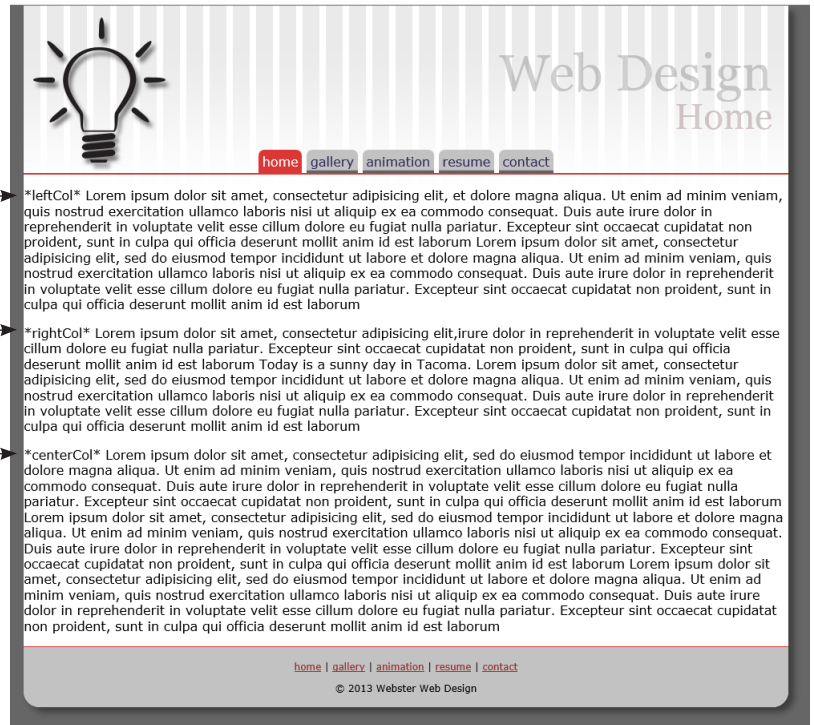 Web Design
Home
home gallery animation resume contact
*leftCol* Lorem ipsum dolor sit amet, consectetur adipisicing elit, et dolore magna aliqua. Ut enim ad minim veniam,
quis nostrud exercitation ullamco laboris nisi ut aliquip ex ea commodo consequat. Duis aute irure dolor in
reprehenderit in voluptate velit esse cillum dolore eu fugiat nulla pariatur. Excepteur sint occaecat cupidatat non
proident, sunt in culpa qui officia deserunt mollit anim id est laborum Lorem ipsum dolor sit amet, consectetur
adipisicing elit, sed do eiusmod tempor incididunt ut labore et dolore magna aliqua. Ut enim ad minim veniam, quis
nostrud exercitation ullamco laboris nisi ut aliquip ex ea commodo consequat. Duis aute irure dolor in reprehenderit
in voluptate velit esse cillum dolore eu fugiat nulla pariatur. Excepteur sint occaecat cupidatat non proident, sunt in
culpa qui officia deserunt mollit anim id est laborum
*rightCol* Lorem ipsum dolor sit amet, consectetur adipisicing elit,irure dolor in reprehenderit in voluptate velit esse
cillum dolore eu fugiat nulla pariatur. Excepteur sint occaecat cupidatat non proident, sunt in culpa qui officia
deserunt mollit anim id est laborum Today is a sunny day in Tacoma. Lorem ipsum dolor sit amet, consectetur
adipisicing elit, sed do eiusmod tempor incididunt ut labore et dolore magna aliqua. Ut enim ad minim veniam, quis
nostrud exercitation ullamco laboris nisi ut aliquip ex ea commodo consequat. Duis aute irure dolor in reprehenderit
in voluptate velit esse cillum dolore eu fugiat nulla pariatur. Excepteur sint occaecat cupidatat non proident, sunt in
culpa qui officia deserunt mollit anim id est laborum
*centerCol* Lorem ipsum dolor sit amet, consectetur adipisicing elit, sed do eiusmod tempor incididunt ut labore et
dolore magna aliqua. Ut enim ad minim veniam, quis nostrud exercitation ullamco laboris nisi ut aliquip ex ea
commodo consequat. Duis aute irure dolor in reprehenderit in voluptate velit esse cillum dolore eu fugiat nulla
pariatur. Excepteur sint occaecat cupidatat non proident, sunt in culpa qui officia deserunt mollit anim id est laborum
Lorem ipsum dolor sit amet, consectetur adipisicing elit, sed do eiusmod tempor incididunt ut labore et dolore magna
aliqua. Ut enim ad minim veniam, quis nostrud exercitation ullamco laboris nisi ut aliquip ex ea commodo consequat.
Duis aute irure dolor in reprehenderit in voluptate velit esse cillum dolore eu fugiat nulla pariatur. Excepteur sint
occaecat cupidatat non proident, sunt in culpa qui officia deserunt mollit anim id est laborum Lorem ipsum dolor sit
amet, consectetur adipisicing elit, sed do eiusmod tempor incididunt ut labore et dolore magna aliqua. Ut enim ad
minim veniam, quis nostrud exercitation ullamco laboris nisi ut aliquip ex ea commodo consequat. Duis aute irure
dolor in reprehenderit in voluptate velit esse cillum dolore eu fugiat nulla pariatur. Excepteur sint occaecat cupidatat
non proident, sunt in culpa qui officia deserunt mollit anim id est laborum
home | gallery | animation | resume | contact
© 2013 Webster Web Design